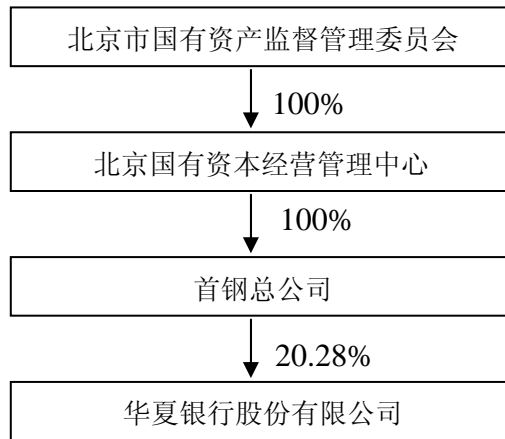 北京市国有资产监督管理委员会
100%
北京国有资本经营管理中心
100%
首钢总公司
20.28%
华夏银行股份有限公司